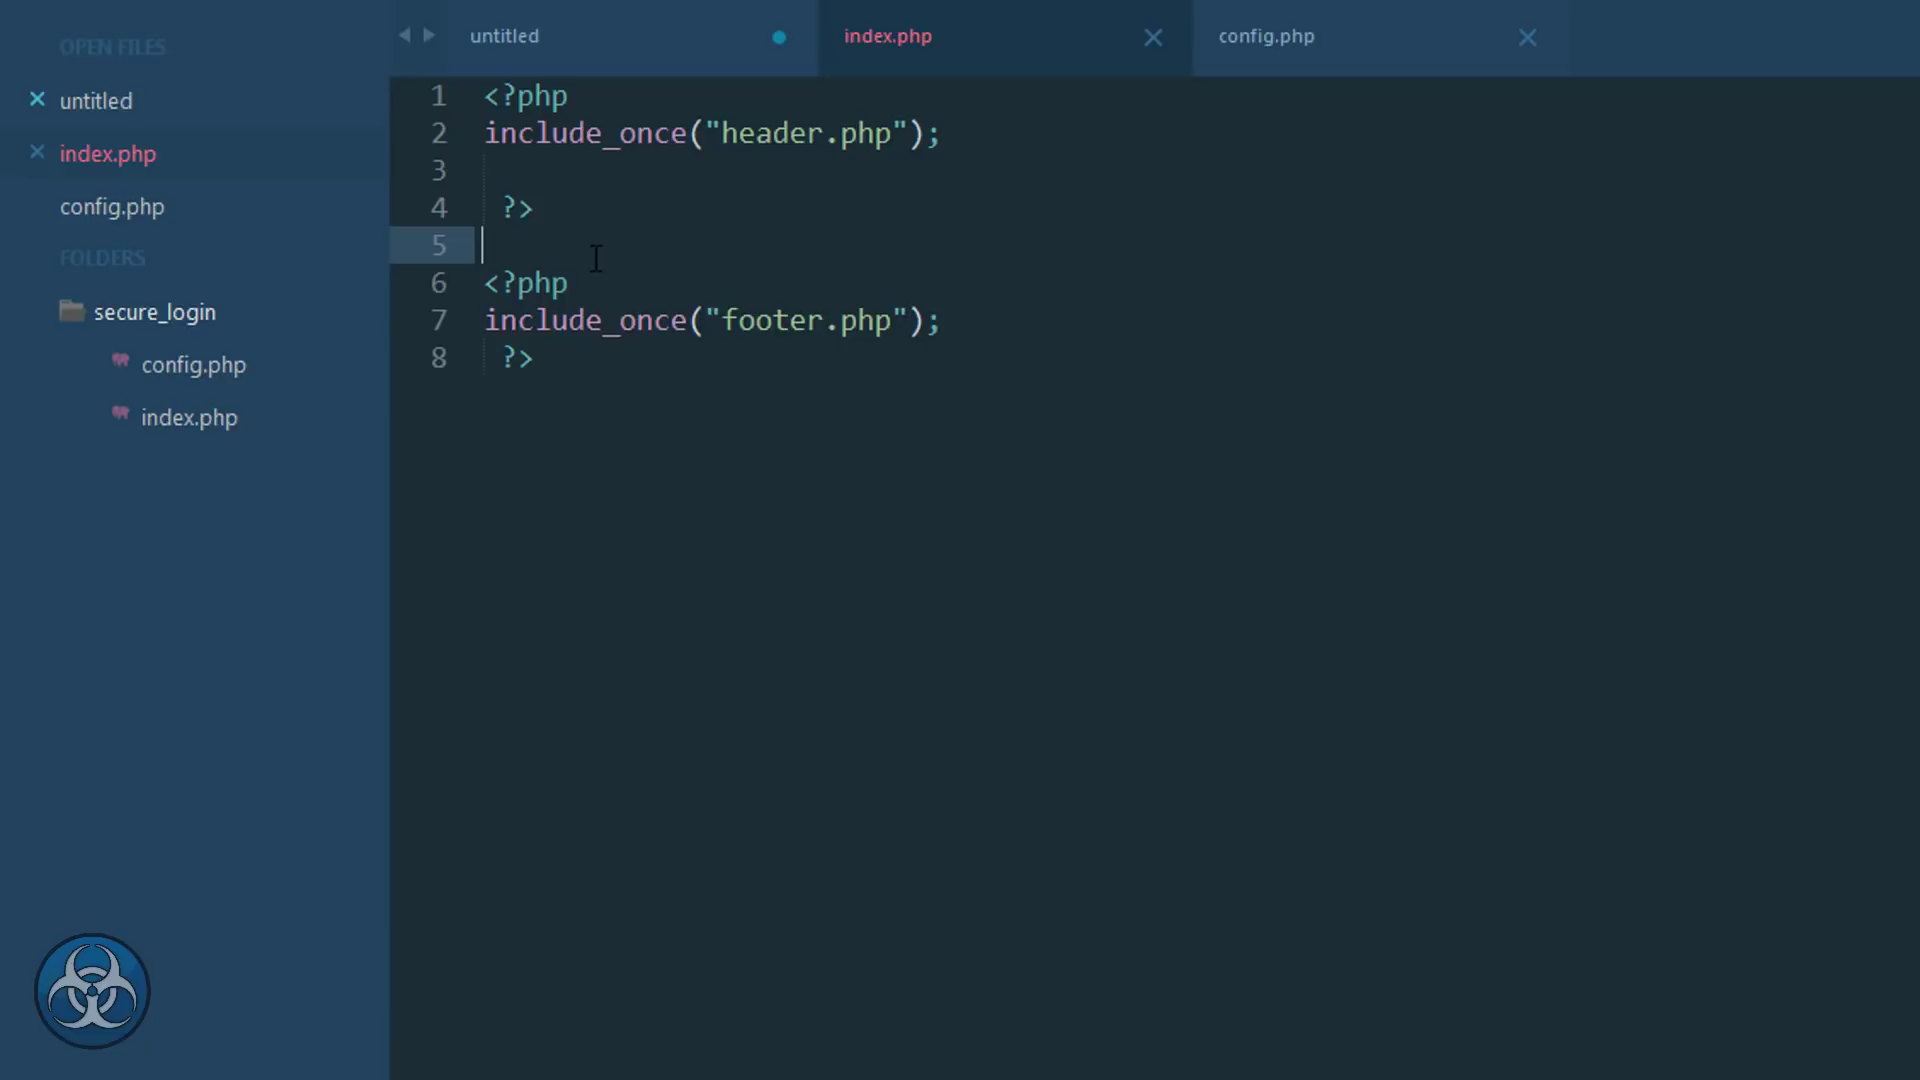 OPEN FILES
untitled
index.php
config.php
FOLDERS
secure_login
config.php
index.php
untitled
index.php
config.php
1 <?php
2 include_once("header.php");
3
4 ?>
5
6 <?php
7 include_once("footer.php");
8 ?>